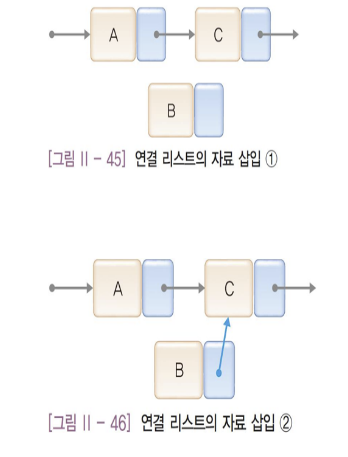 A C
B
[그림 II - 45] 연결 리스트의 자료 삽입 ①
A C
B
[그림 II - 46] 연결 리스트의 자료 삽입 ②